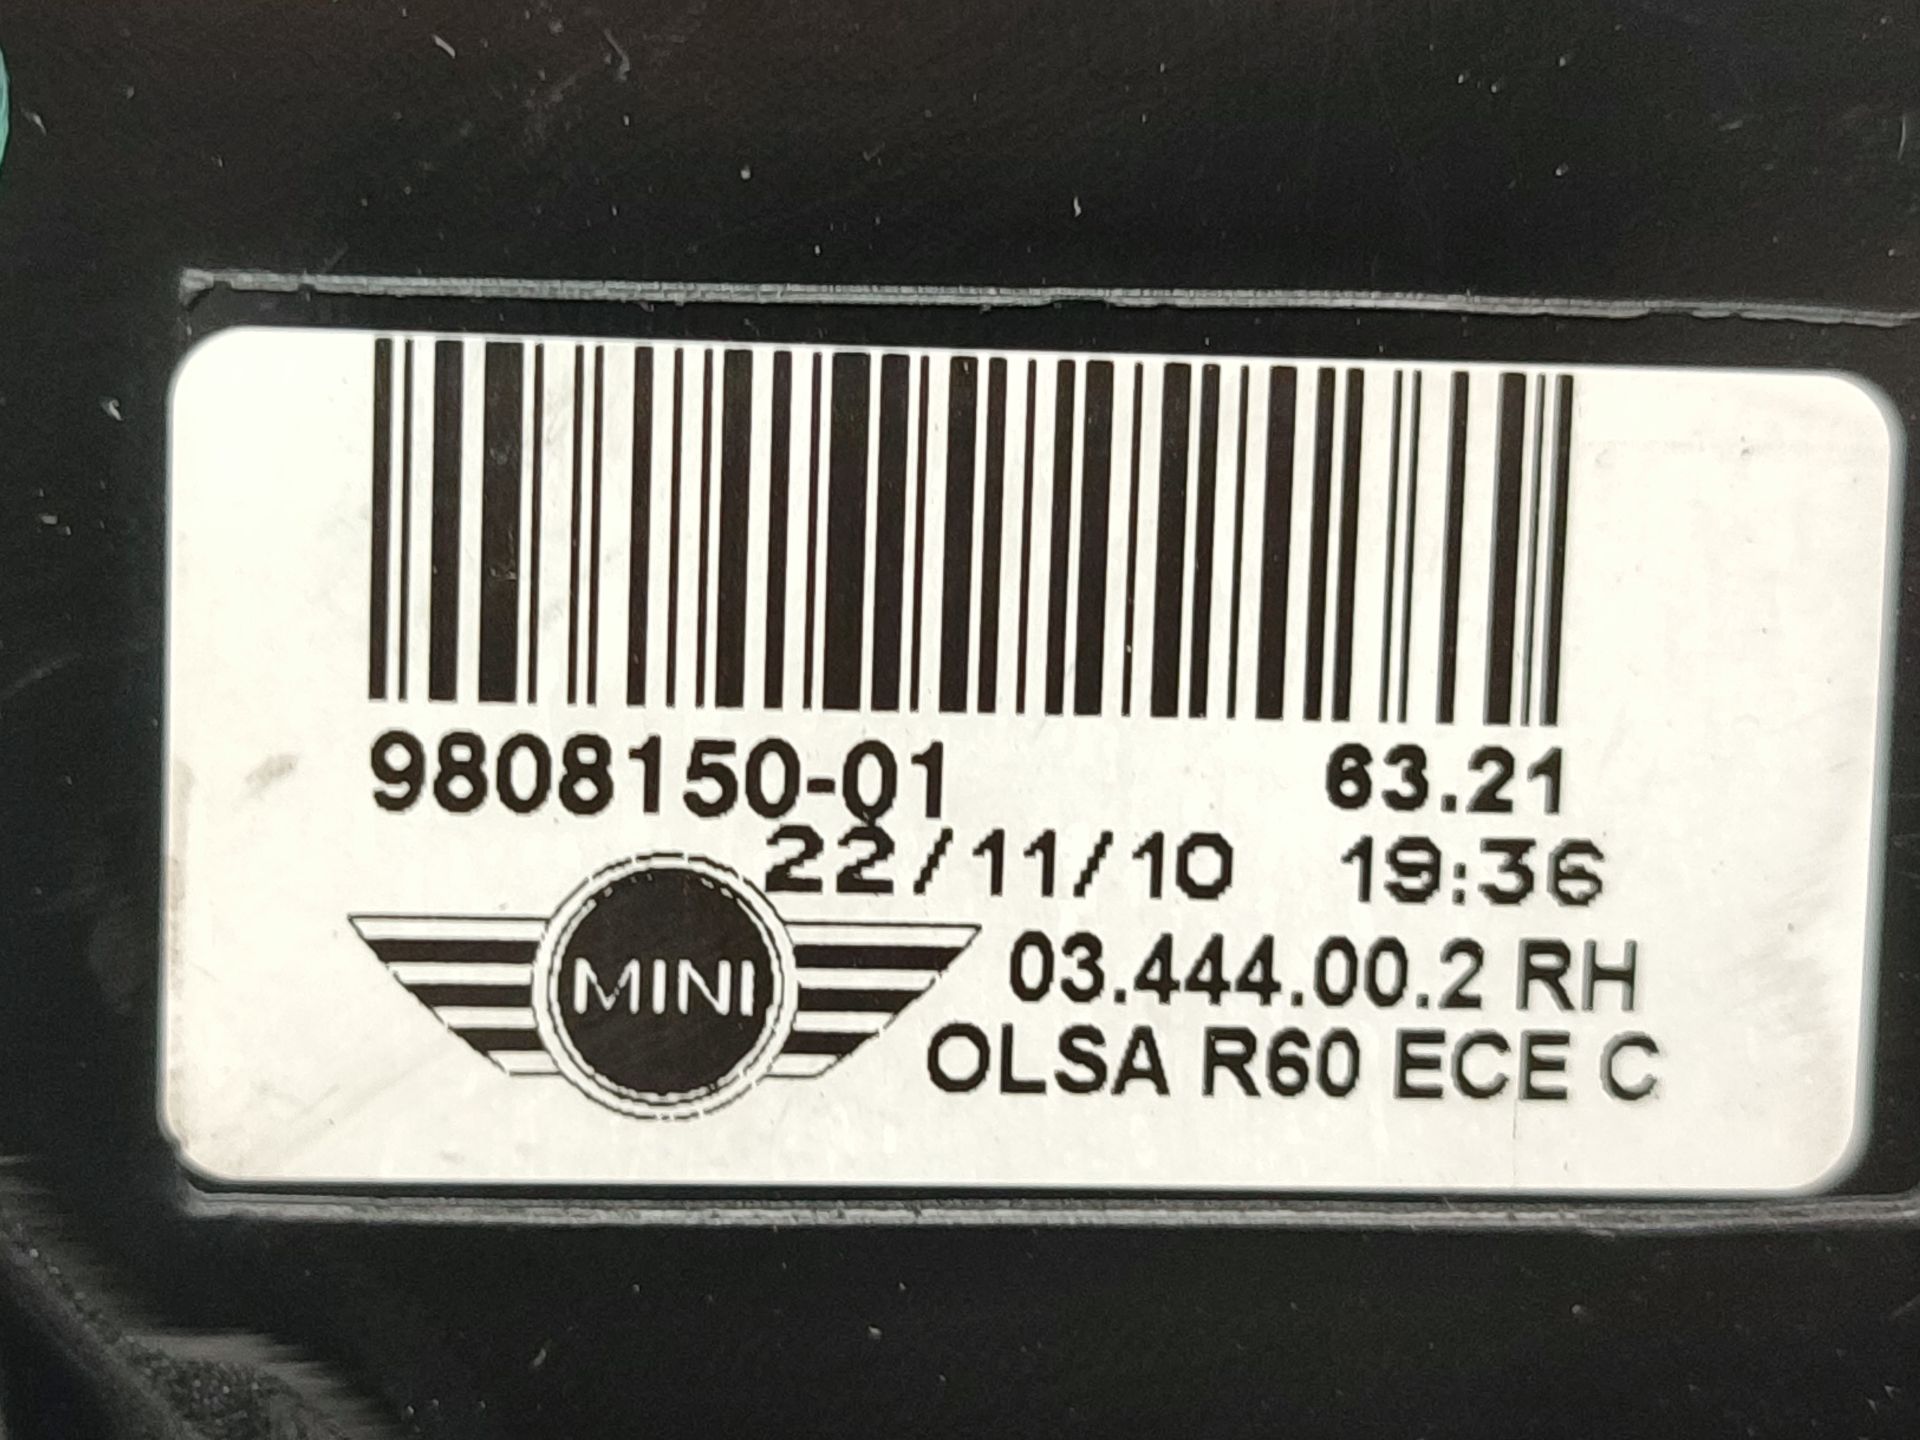 9808150-01 63.21
22/11/10 19:36
MINI 03.444.00.2 RH
OLSA R60 ECE C